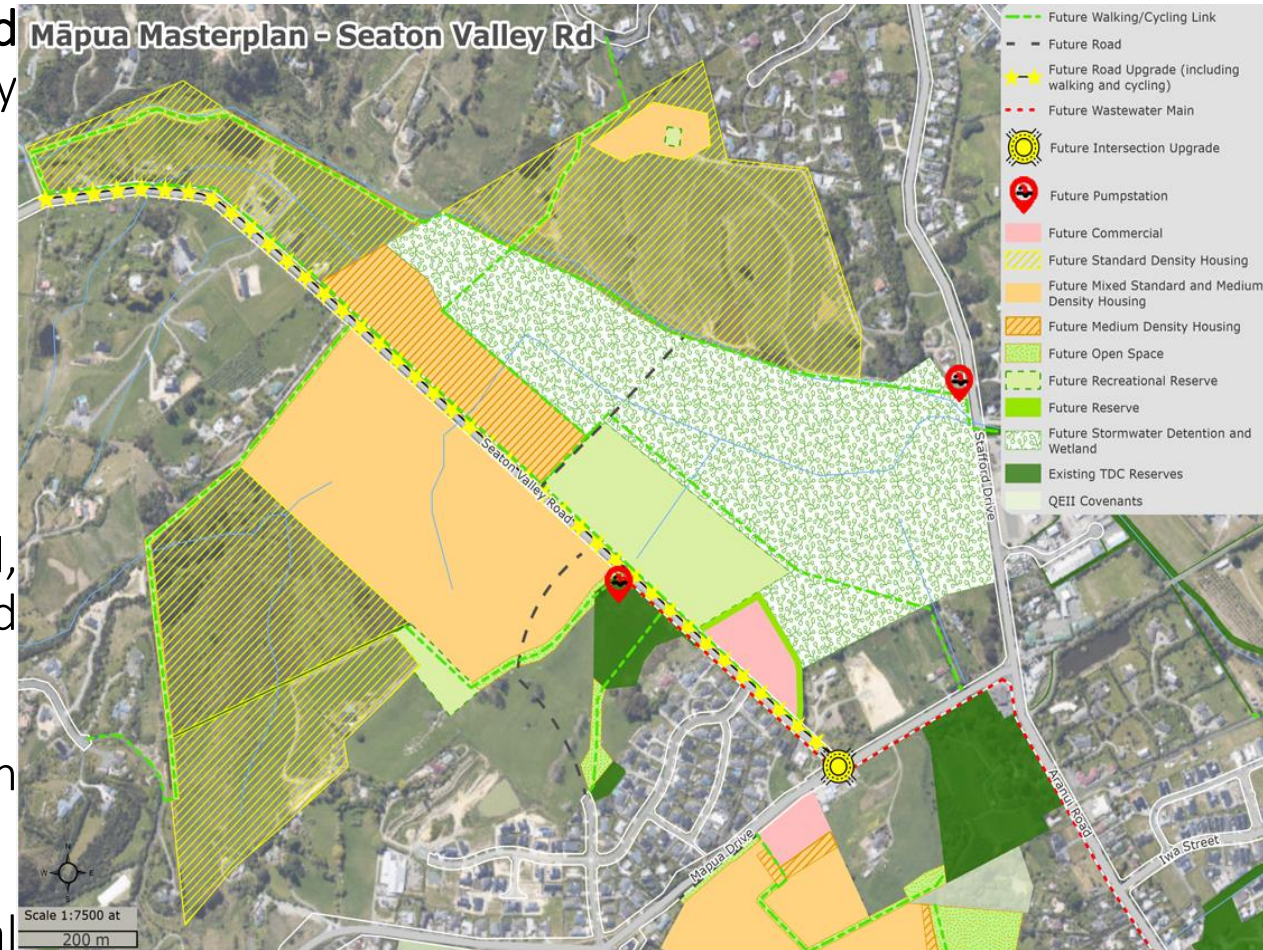 d
y
l,
d
n
l
Māpua Masterplan - Seaton Valley Rd
Future Walking/Cycling Link
Future Road
Future Road Upgrade (including
walking and cycling)
Future Wastewater Main
Future Intersection Upgrade
Future Pumpstation
Future Commercial
Future Standard Density Housing
Future Mixed Standard and Medium
Density Housing
Future Medium Density Housing
Future Open Space
Future Recreational Reserve
Future Reserve
Future Stormwater Detention and
Wetland
Existing TDC Reserves
QEII Covenants
Seaton Valley Road
Stafford Drive
Mapua Drive
Aranui Road
Iwa Street
N
W E
S
Scale 1:7500 at
200 m